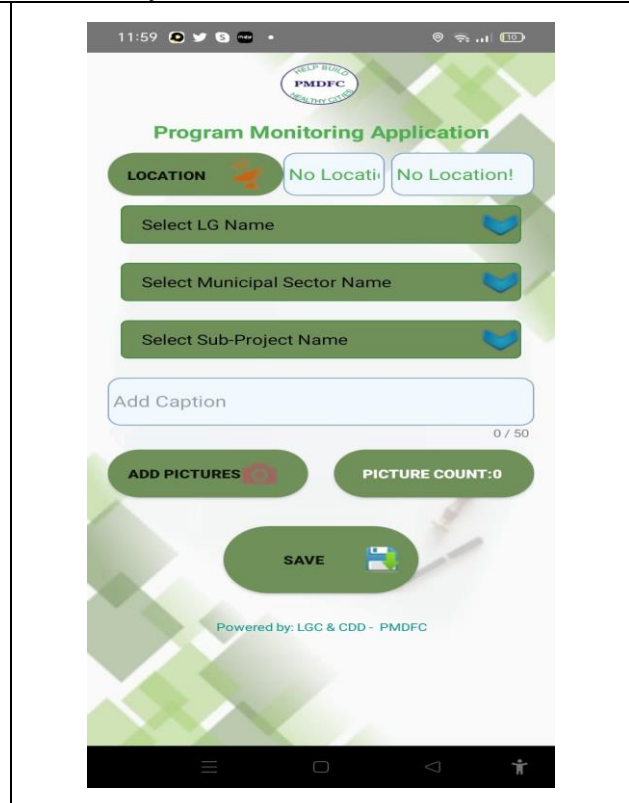 11:59
10
HELP BUILD
PMDFC
HEALTHY CITIES
Program Monitoring Application
LOCATION No Locati No Location!
Select LG Name
Select Municipal Sector Name
Select Sub-Project Name
Add Caption
0 / 50
ADD PICTURES PICTURE COUNT:0
SAVE
Powered by: LGC & CDD - PMDFC